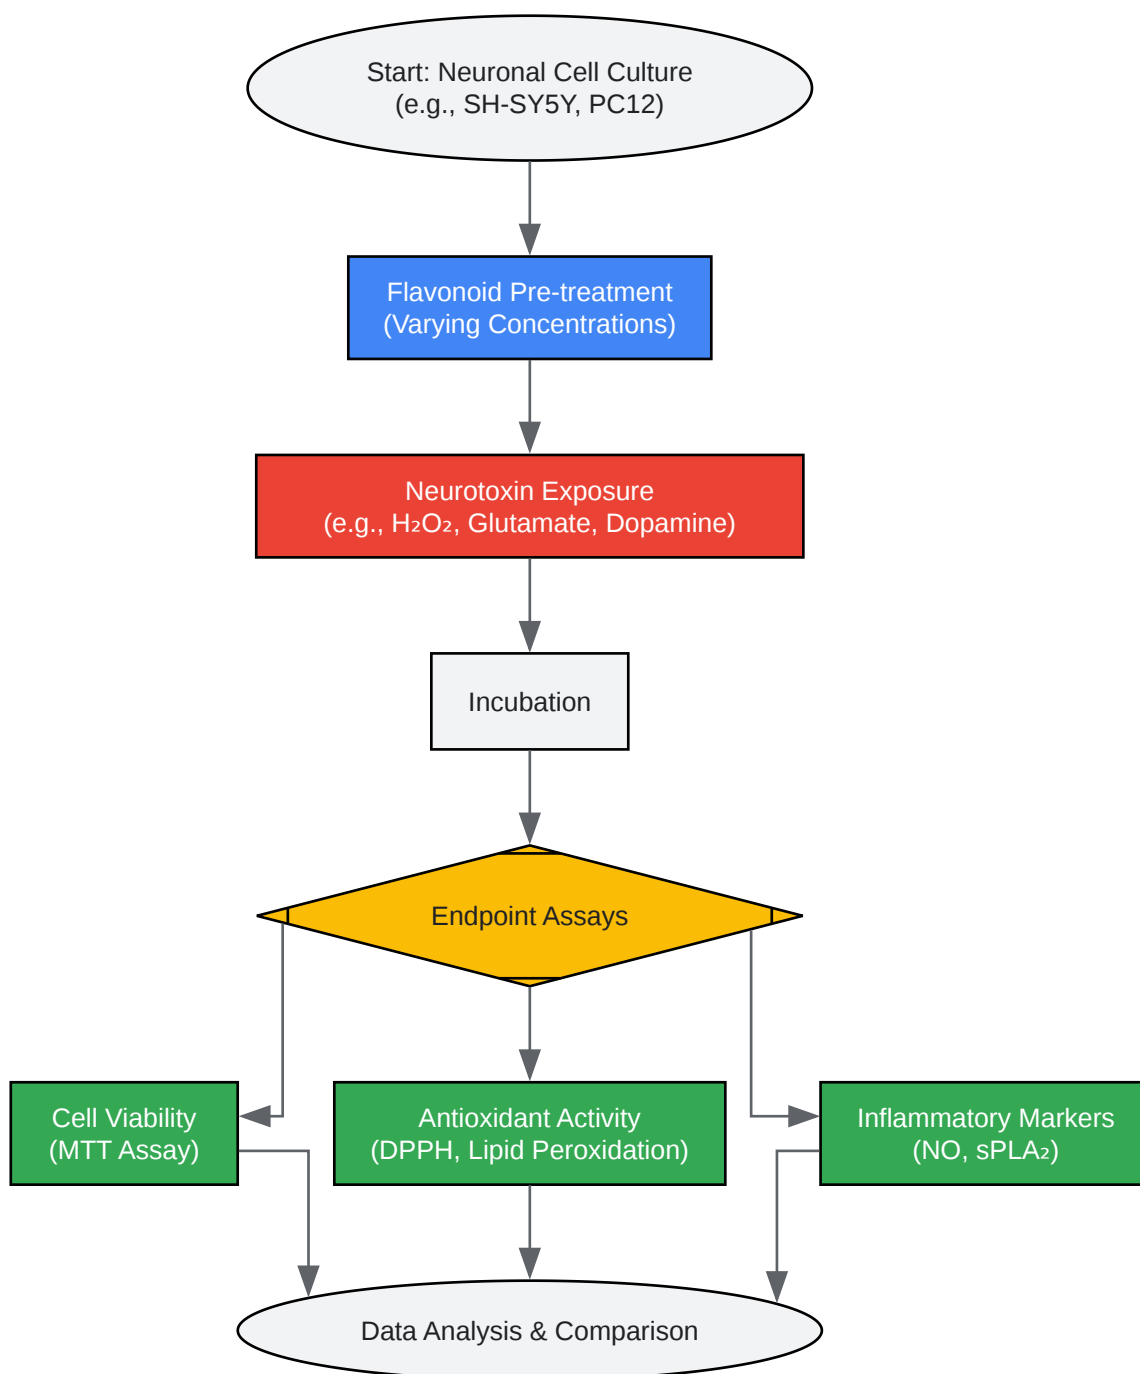 Start: Neuronal Cell Culture
(e.g., SH-SY5Y, PC12)
Flavonoid Pre-treatment
(Varying Concentrations)
Neurotoxin Exposure
(e.g., H₂O₂, Glutamate, Dopamine)
Incubation
Endpoint Assays
Cell Viability
(MTT Assay)
Antioxidant Activity
(DPPH, Lipid Peroxidation)
Inflammatory Markers
(NO, sPLA₂)
Data Analysis & Comparison